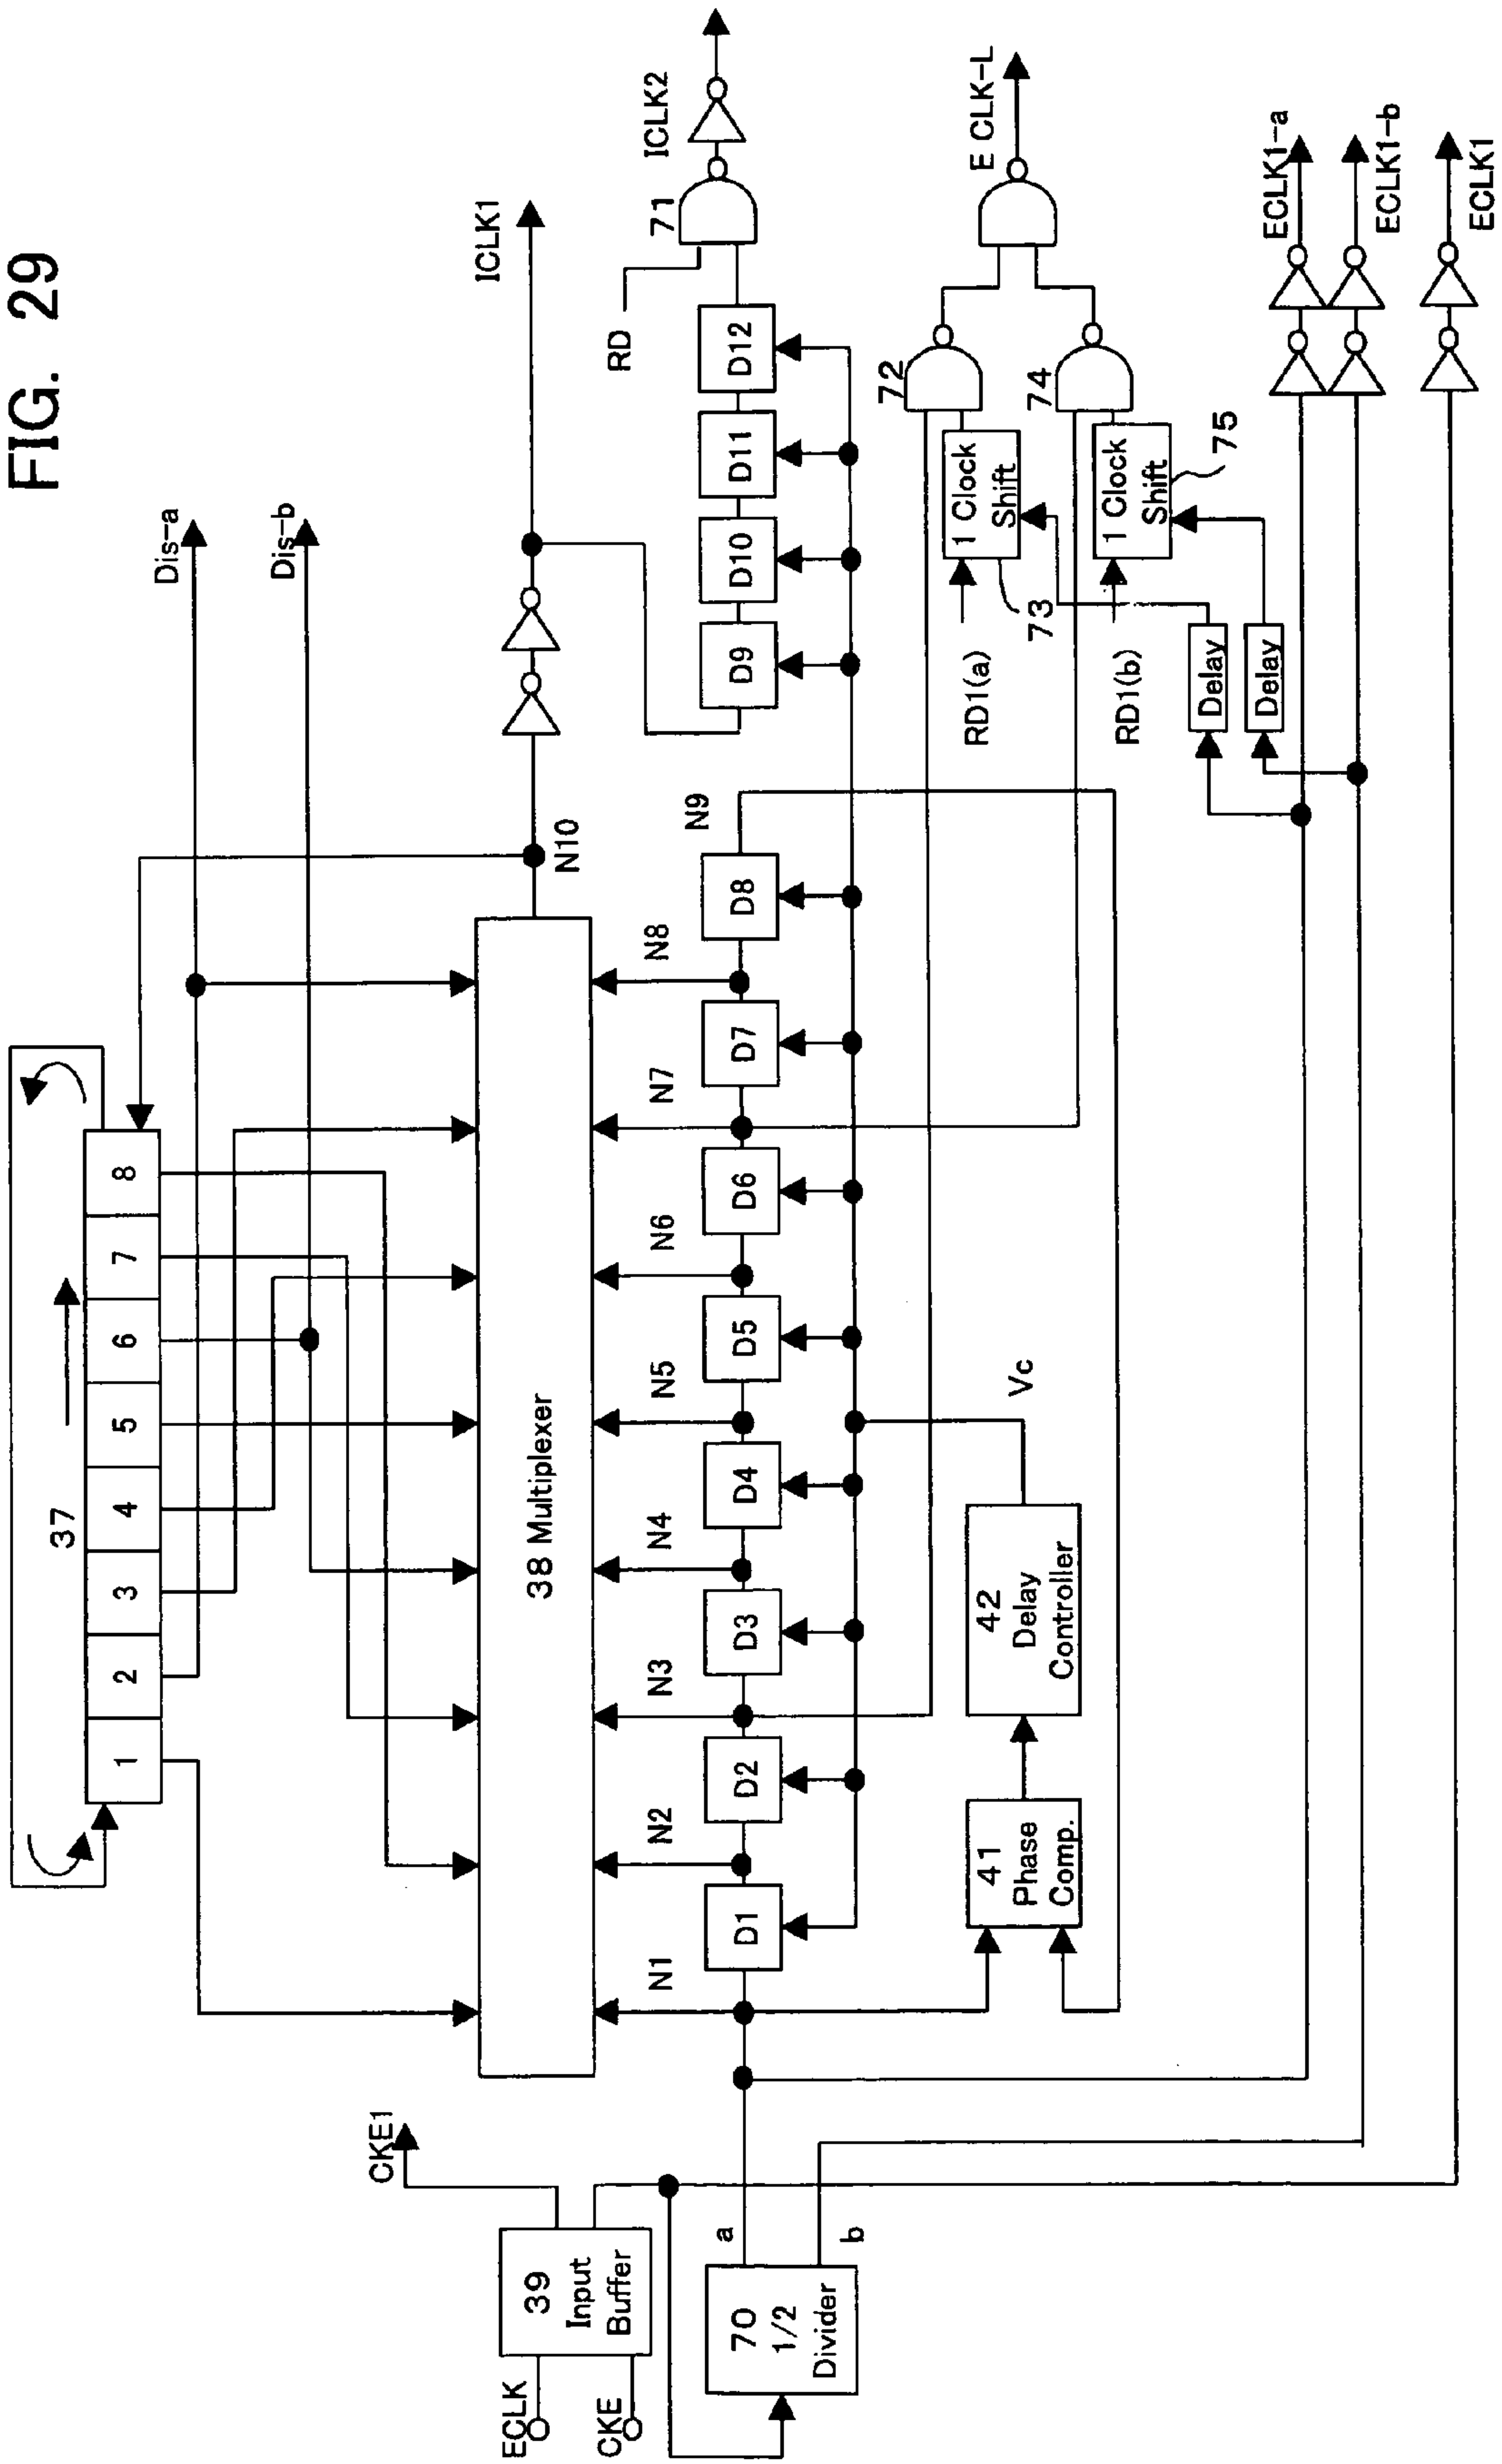 FIG. 29
Dis-a
Dis-b
37
1
2
3
4
5
6
7
8
ICLK1
N10
38 Multiplexer
CKE1
ECLK
CKE
39
Input
Buffer
N1
N2
N3
N4
N5
N6
N7
N8
N9
D1
D2
D3
D4
D5
D6
D7
D8
D9
D10
D11
D12
RD
71
ICLK2
70
1/2
Divider
a
b
41
Phase
Comp.
42
Delay
Controller
Vc
72
E CLK-L
RD1(a)
1 Clock
Shift
73
74
RD1(b)
1 Clock
Shift
75
Delay
Delay
ECLK1-a
ECLK1-b
ECLK1